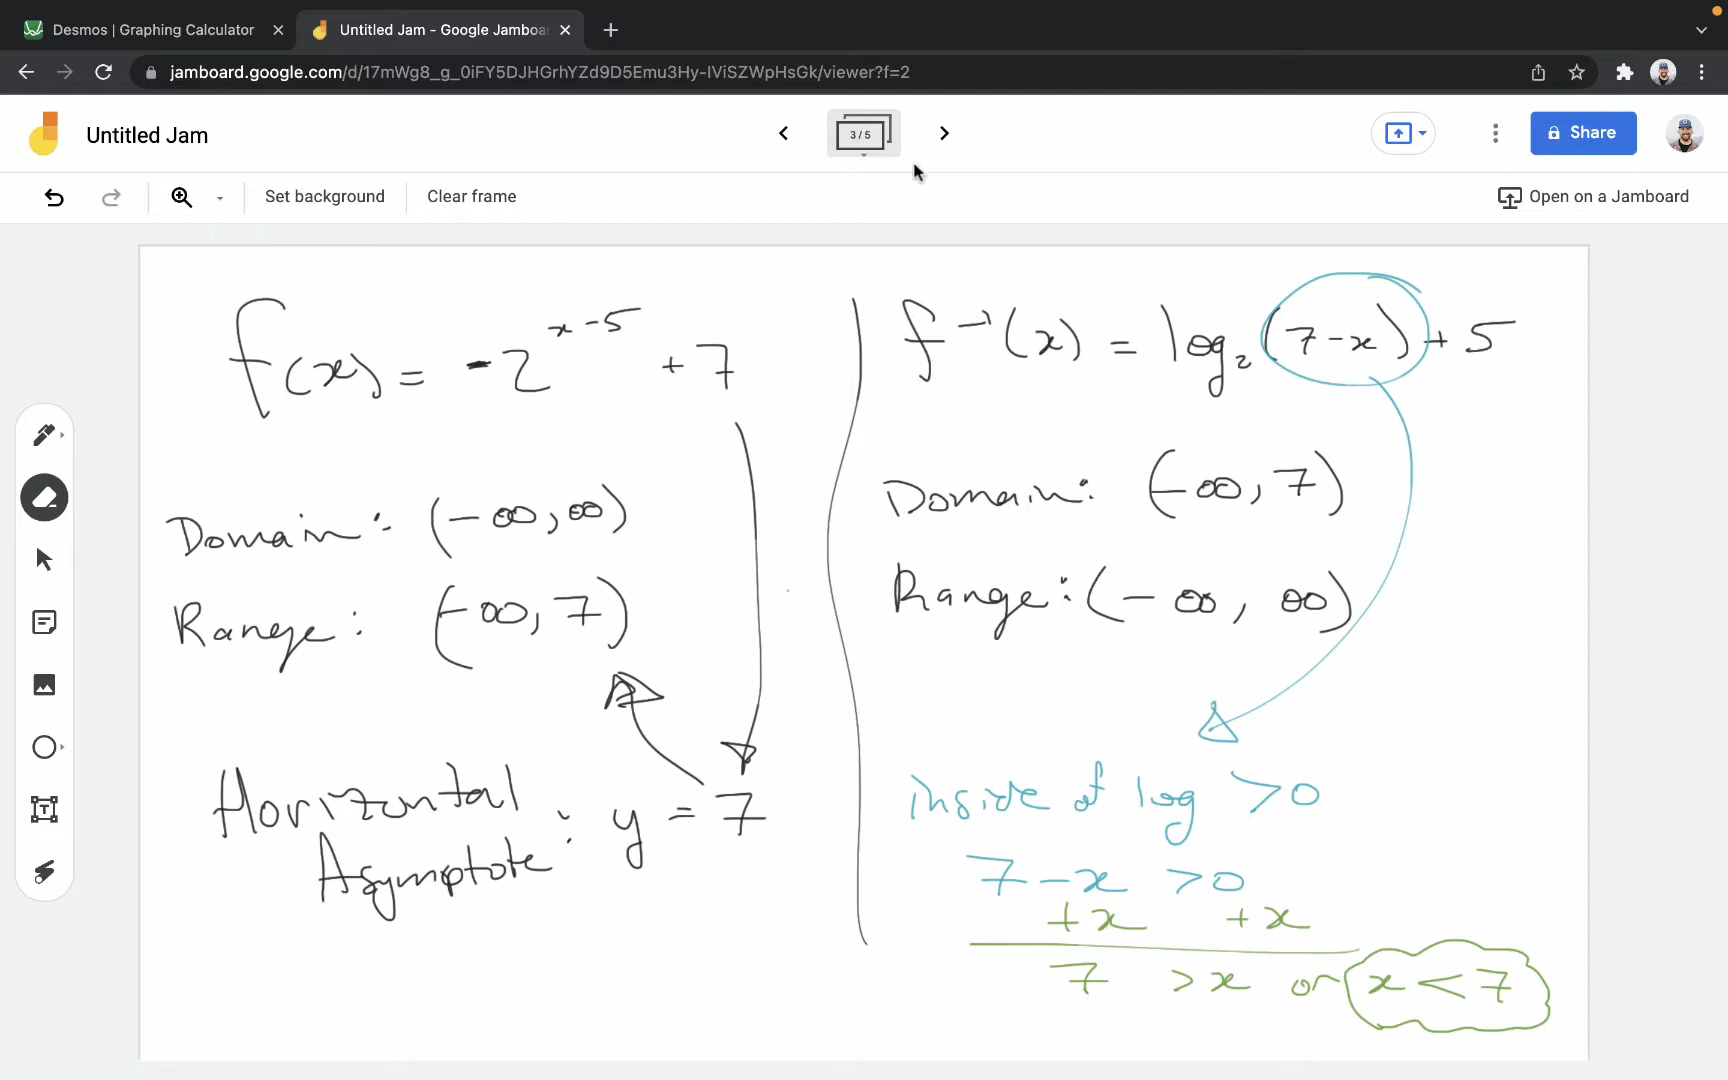 Desmos | Graphing Calculator
Untitled Jam - Google Jamboa
jamboard.google.com/d/17mWg8_g_0iFY5DJHGrhYZd9D5Emu3Hy-IViSZWpHsGk/viewer?f=2
Untitled Jam
3 / 5
Share
Set background
Clear frame
Open on a Jamboard
f(x) = -2^{x-5} + 7
Domain: (-∞, ∞)
Range: (-∞, 7)
Horizontal
Asymptote: y = 7
f⁻¹(x) = log₂(7-x) + 5
Domain: (-∞, 7)
Range: (-∞, ∞)
inside of log > 0
7 - x > 0
+x +x
7 > x or x < 7